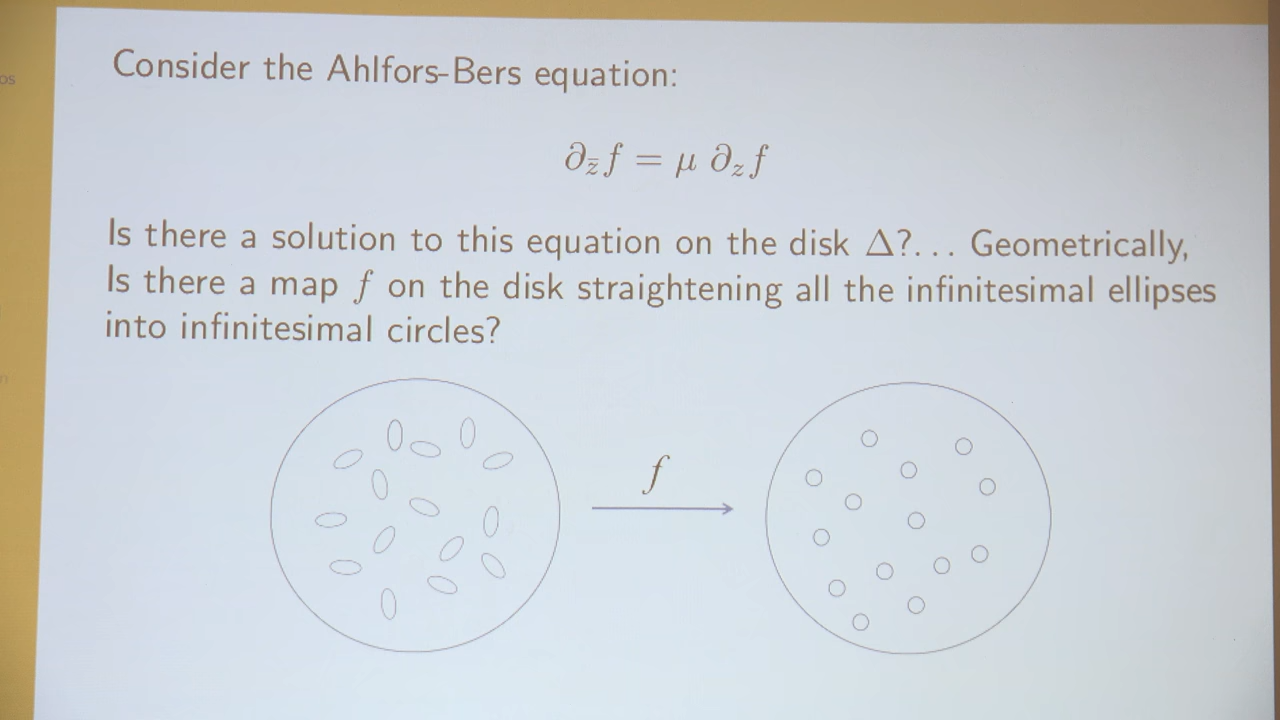 Consider the Ahlfors-Bers equation:
∂_z̄ f = μ ∂_z f
Is there a solution to this equation on the disk Δ?... Geometrically,
Is there a map f on the disk straightening all the infinitesimal ellipses
into infinitesimal circles?
f